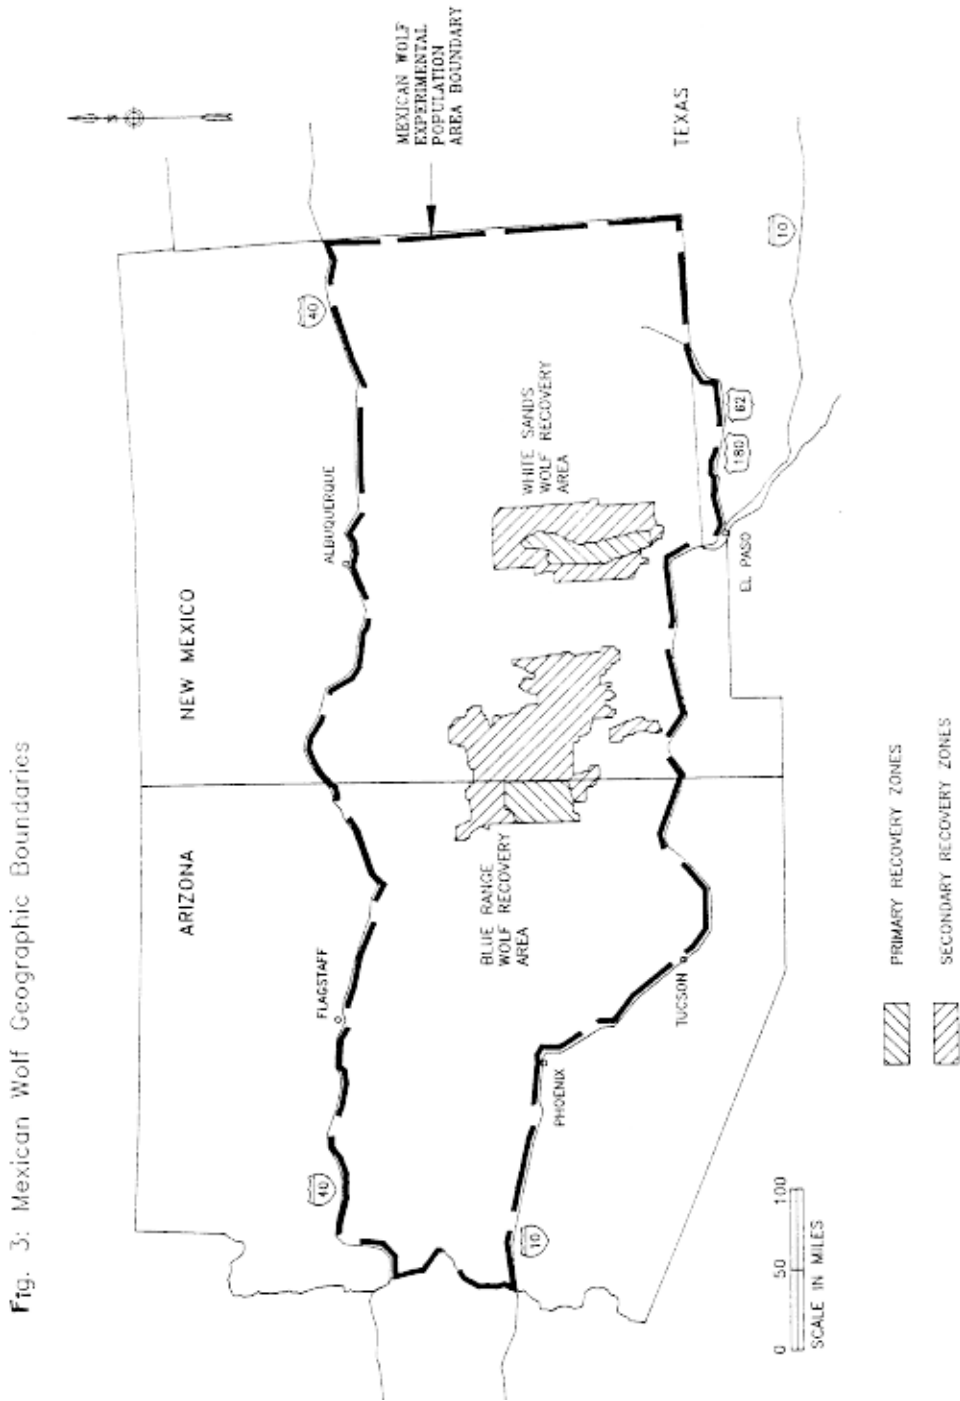 Fig. 3: Mexican Wolf Geographic Boundaries
N
ARIZONA
NEW MEXICO
40
40
FLAGSTAFF
ALBUQUERQUE
MEXICAN WOLF
EXPERIMENTAL
POPULATION
AREA BOUNDARY
BLUE RANGE
WOLF RECOVERY
AREA
WHITE SANDS
WOLF RECOVERY
AREA
10
PHOENIX
TUCSON
EL PASO
180
62
TEXAS
10
0 50 100
SCALE IN MILES
PRIMARY RECOVERY ZONES
SECONDARY RECOVERY ZONES